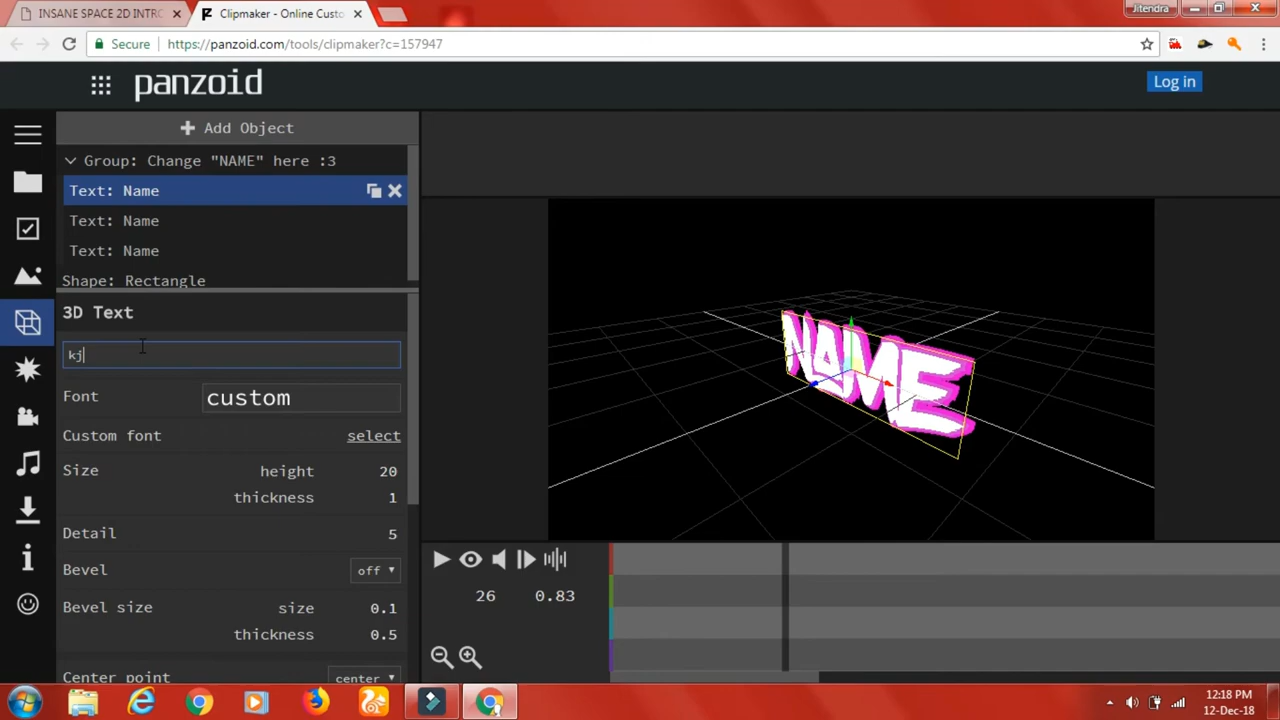 INSANE SPACE 2D INTRO
Clipmaker - Online Custo
Jitendra
Secure
https://panzoid.com/tools/clipmaker?c=157947
panzoid
Log in
Add Object
Group: Change "NAME" here :3
Text: Name
Text: Name
Text: Name
Shape: Rectangle
3D Text
kj
Font custom
Custom font select
Size height 20
thickness 1
Detail 5
Bevel off
Bevel size size 0.1
thickness 0.5
Center point center
NAME
26 0.83
12:18 PM
12-Dec-18